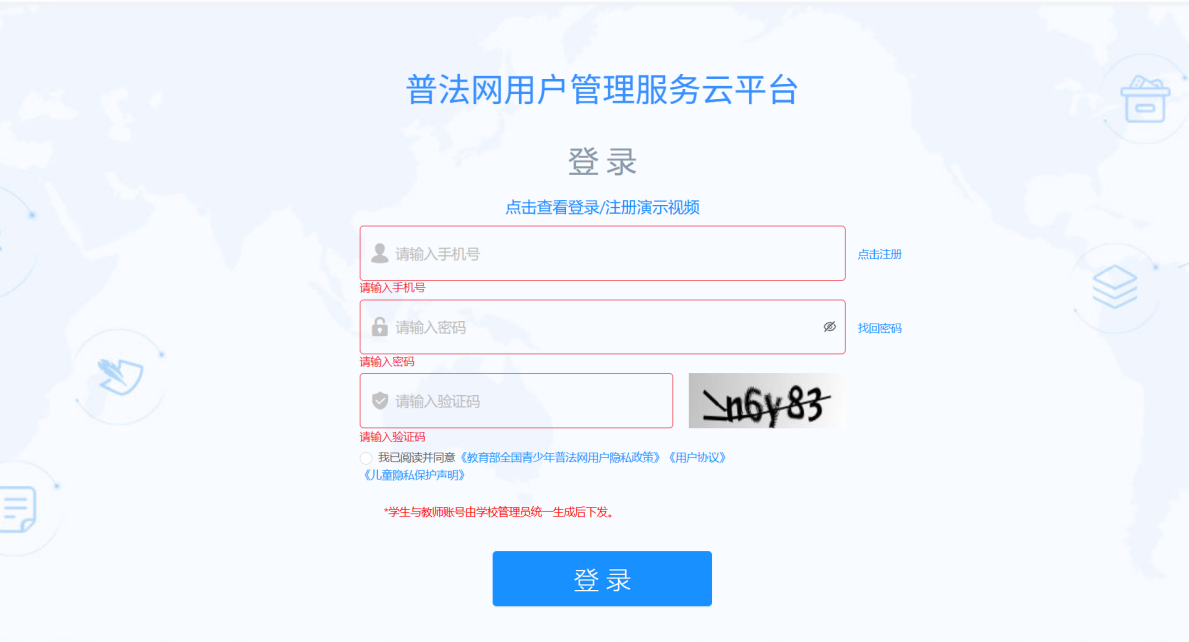 普法网用户管理服务云平台
登录
点击查看登录/注册演示视频
请输入手机号 点击注册
请输入手机号
请输入密码 找回密码
请输入密码
请输入验证码 n6y83
请输入验证码
我已阅读并同意《教育部全国青少年普法网用户隐私政策》《用户协议》
《儿童隐私保护声明》
*学生与教师账号由学校管理员统一生成后下发。
登录